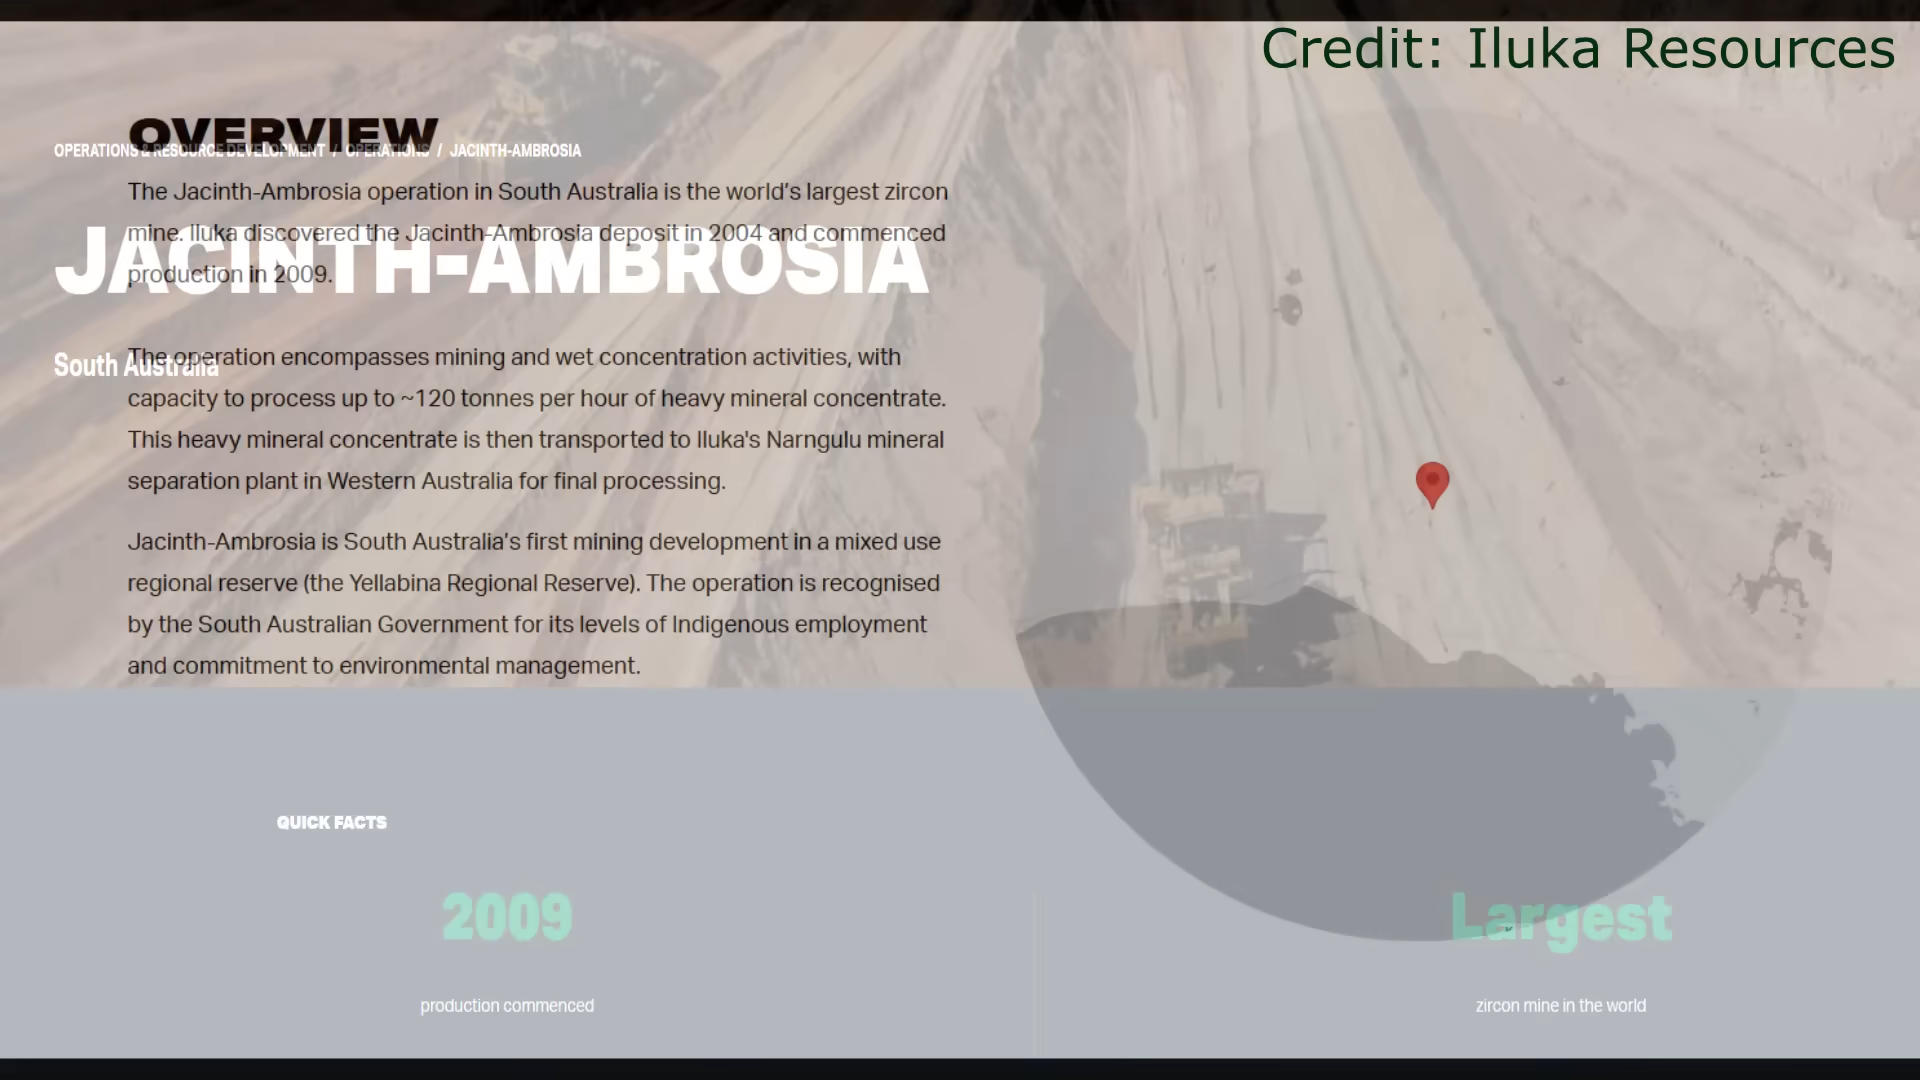 Credit: Iluka Resources
OVERVIEW
OPERATIONS & RESOURCE DEVELOPMENT / OPERATIONS / JACINTH-AMBROSIA
The Jacinth-Ambrosia operation in South Australia is the world’s largest zircon
mine. Iluka discovered the Jacinth-Ambrosia deposit in 2004 and commenced
JACINTH-AMBROSIA
production in 2009.
The operation encompasses mining and wet concentration activities, with
South Australia
capacity to process up to ~120 tonnes per hour of heavy mineral concentrate.
This heavy mineral concentrate is then transported to Iluka's Narngulu mineral
separation plant in Western Australia for final processing.
Jacinth-Ambrosia is South Australia’s first mining development in a mixed use
regional reserve (the Yellabina Regional Reserve). The operation is recognised
by the South Australian Government for its levels of Indigenous employment
and commitment to environmental management.
QUICK FACTS
2009
Largest
production commenced
zircon mine in the world